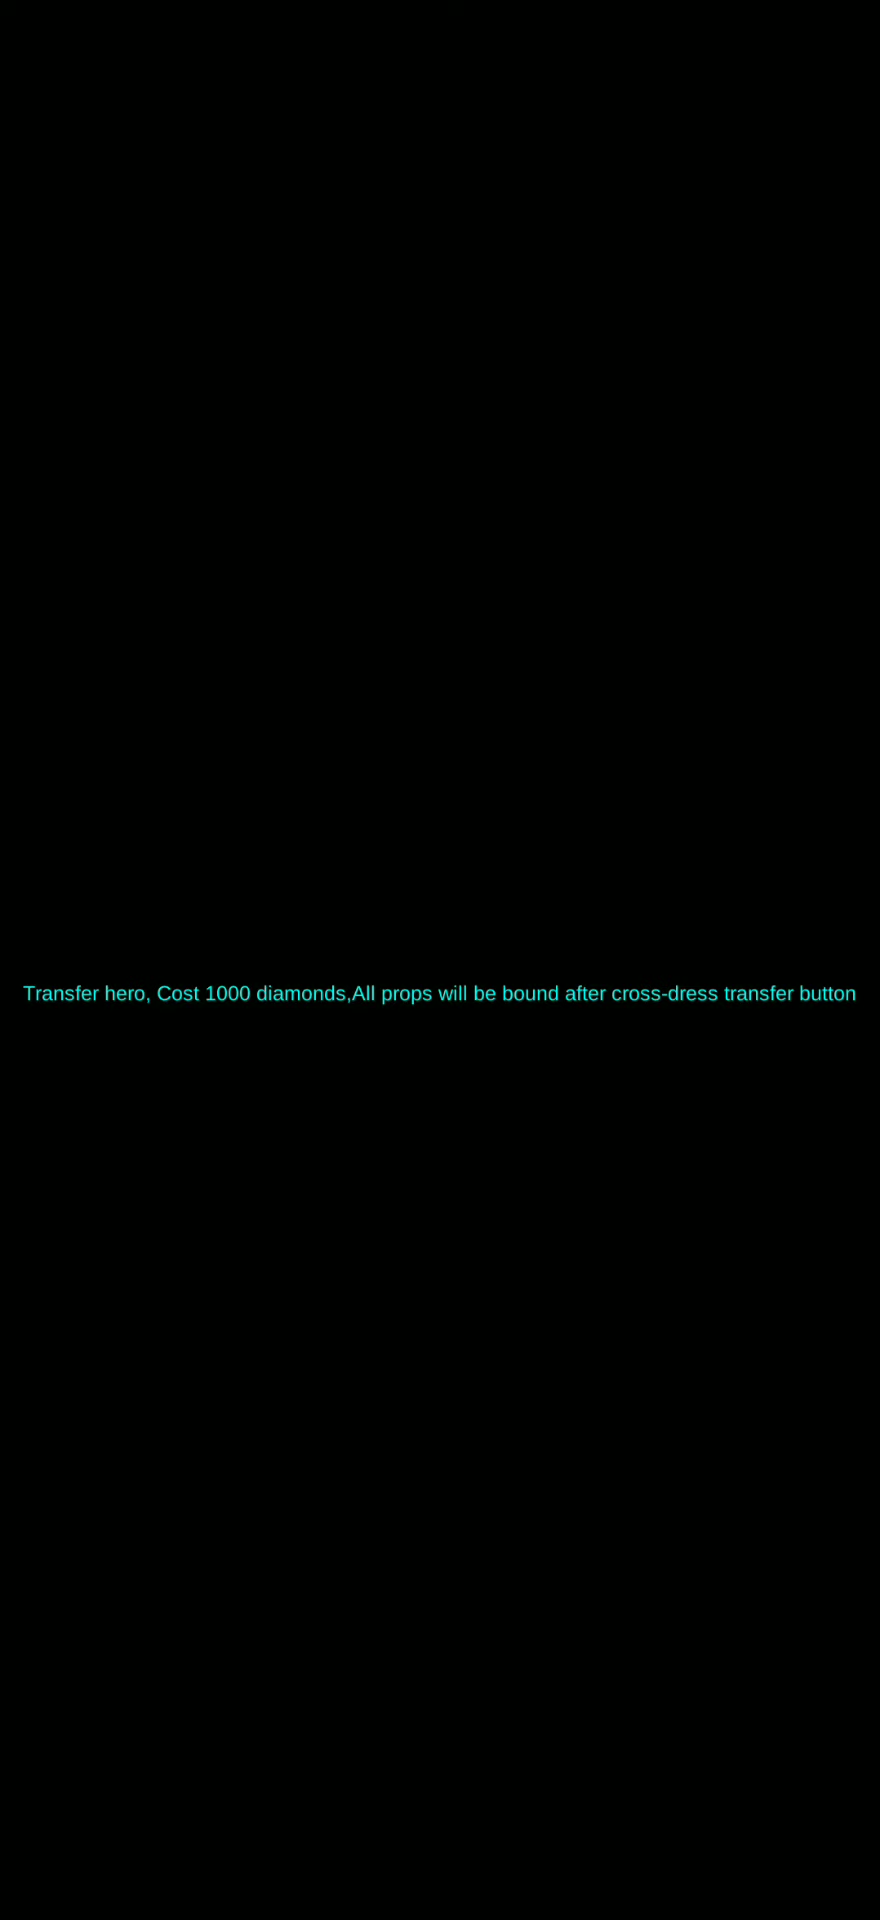 Transfer hero, Cost 1000 diamonds,All props will be bound after cross-dress transfer button